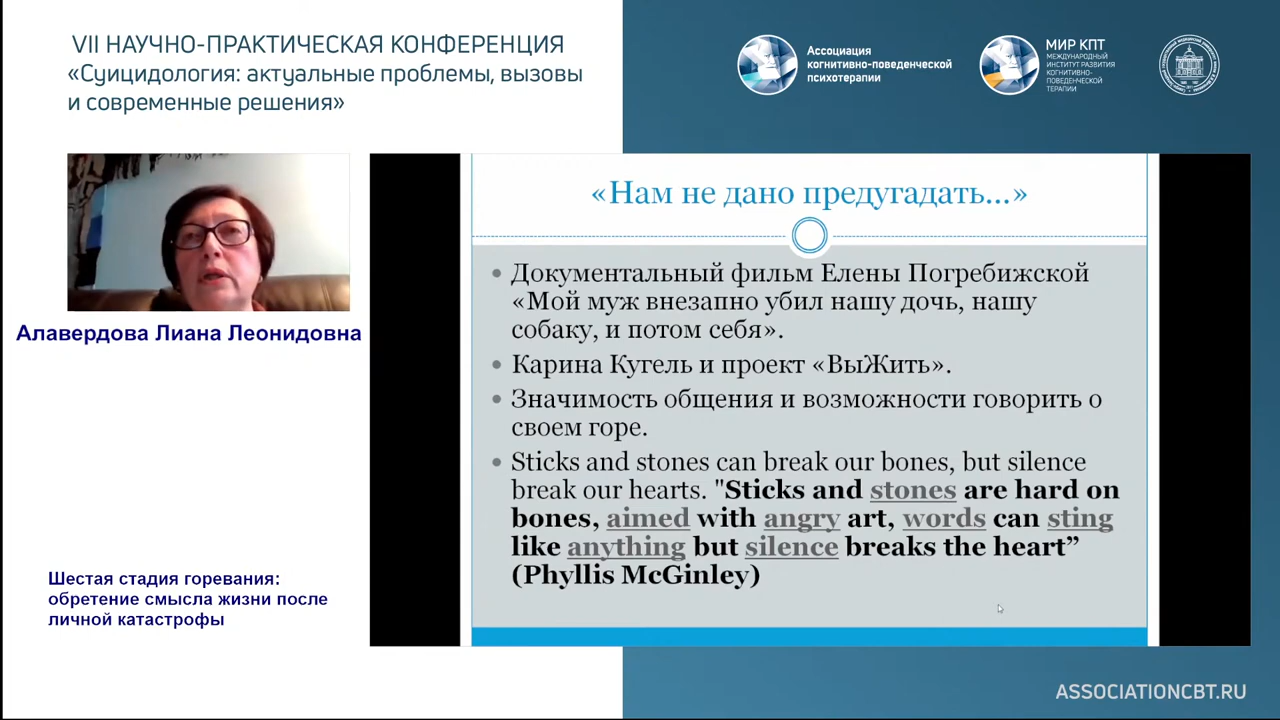 VII НАУЧНО-ПРАКТИЧЕСКАЯ КОНФЕРЕНЦИЯ
«Суицидология: актуальные проблемы, вызовы
и современные решения»
Ассоциация
когнитивно-поведенческой
психотерапии
МИР КПТ
МЕЖДУНАРОДНЫЙ
ИНСТИТУТ РАЗВИТИЯ
КОГНИТИВНО-
ПОВЕДЕНЧЕСКОЙ
ТЕРАПИИ
Алавердова Лиана Леонидовна
Шестая стадия горевания:
обретение смысла жизни после
личной катастрофы
«Нам не дано предугадать...»
• Документальный фильм Елены Погребижской
«Мой муж внезапно убил нашу дочь, нашу
собаку, и потом себя».
• Карина Кугель и проект «ВыЖить».
• Значимость общения и возможности говорить о
своем горе.
• Sticks and stones can break our bones, but silence
break our hearts. "Sticks and stones are hard on
bones, aimed with angry art, words can sting
like anything but silence breaks the heart”
(Phyllis McGinley)
ASSOCIATIONCBT.RU